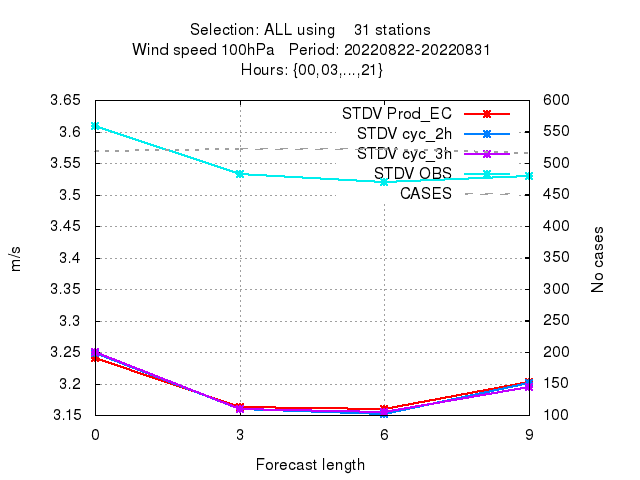 Selection: ALL using    31 stations
Wind speed 100hPa   Period: 20220822-20220831
Hours: {00,03,...,21}
3.65
3.6
3.55
3.5
3.45
3.4
3.35
3.3
3.25
3.2
3.15
m/s
STDV Prod_EC
STDV cyc_2h
STDV cyc_3h
STDV OBS
CASES
600
550
500
450
400
350
300
250
200
150
100
No cases
0 3 6 9
Forecast length